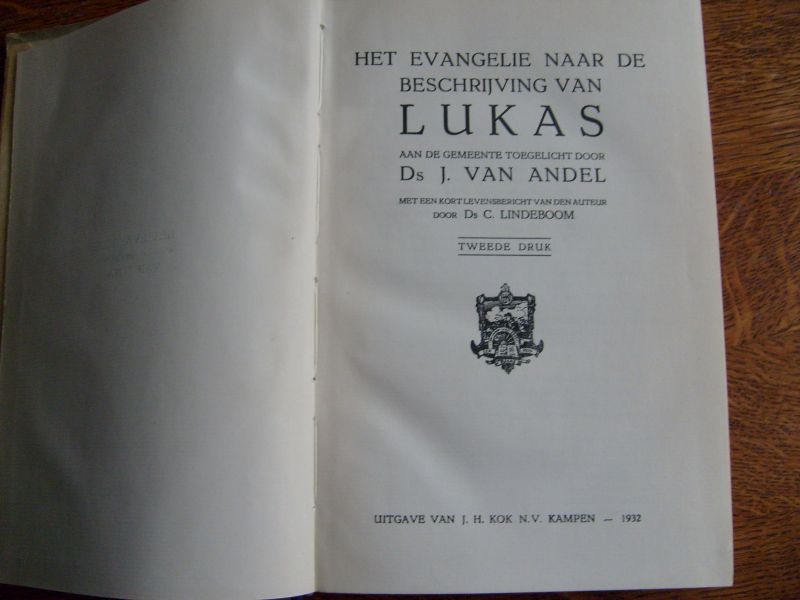 HET EVANGELIE NAAR DE
BESCHRIJVING VAN
LUKAS
AAN DE GEMEENTE TOEGELICHT DOOR
Ds J. VAN ANDEL
MET EEN KORT LEVENSBERICHT VAN DEN AUTEUR
DOOR Ds C. LINDEBOOM
TWEEDE DRUK
UITGAVE VAN J. H. KOK N.V. KAMPEN — 1932